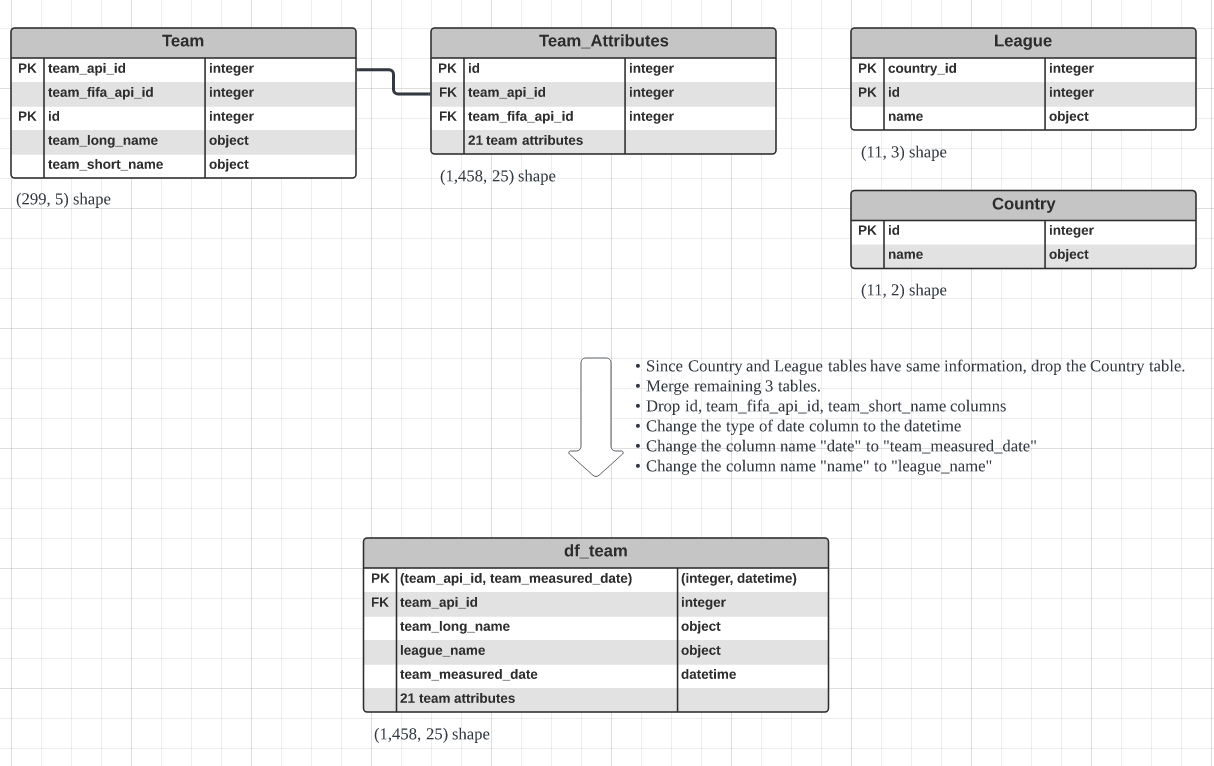 Team
PK team_api_id integer
team_fifa_api_id integer
PK id integer
team_long_name object
team_short_name object
(299, 5) shape
Team_Attributes
PK id integer
FK team_api_id integer
FK team_fifa_api_id integer
21 team attributes
(1,458, 25) shape
League
PK country_id integer
PK id integer
name object
(11, 3) shape
Country
PK id integer
name object
(11, 2) shape
• Since Country and League tables have same information, drop the Country table.
• Merge remaining 3 tables.
• Drop id, team_fifa_api_id, team_short_name columns
• Change the type of date column to the datetime
• Change the column name "date" to "team_measured_date"
• Change the column name "name" to "league_name"
df_team
PK (team_api_id, team_measured_date) (integer, datetime)
FK team_api_id integer
team_long_name object
league_name object
team_measured_date datetime
21 team attributes
(1,458, 25) shape